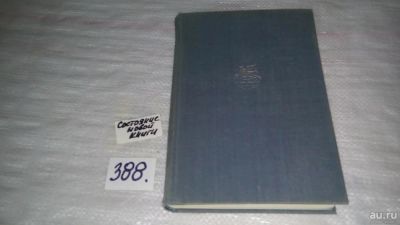 Состояние
новой
книги
388.
au.ru